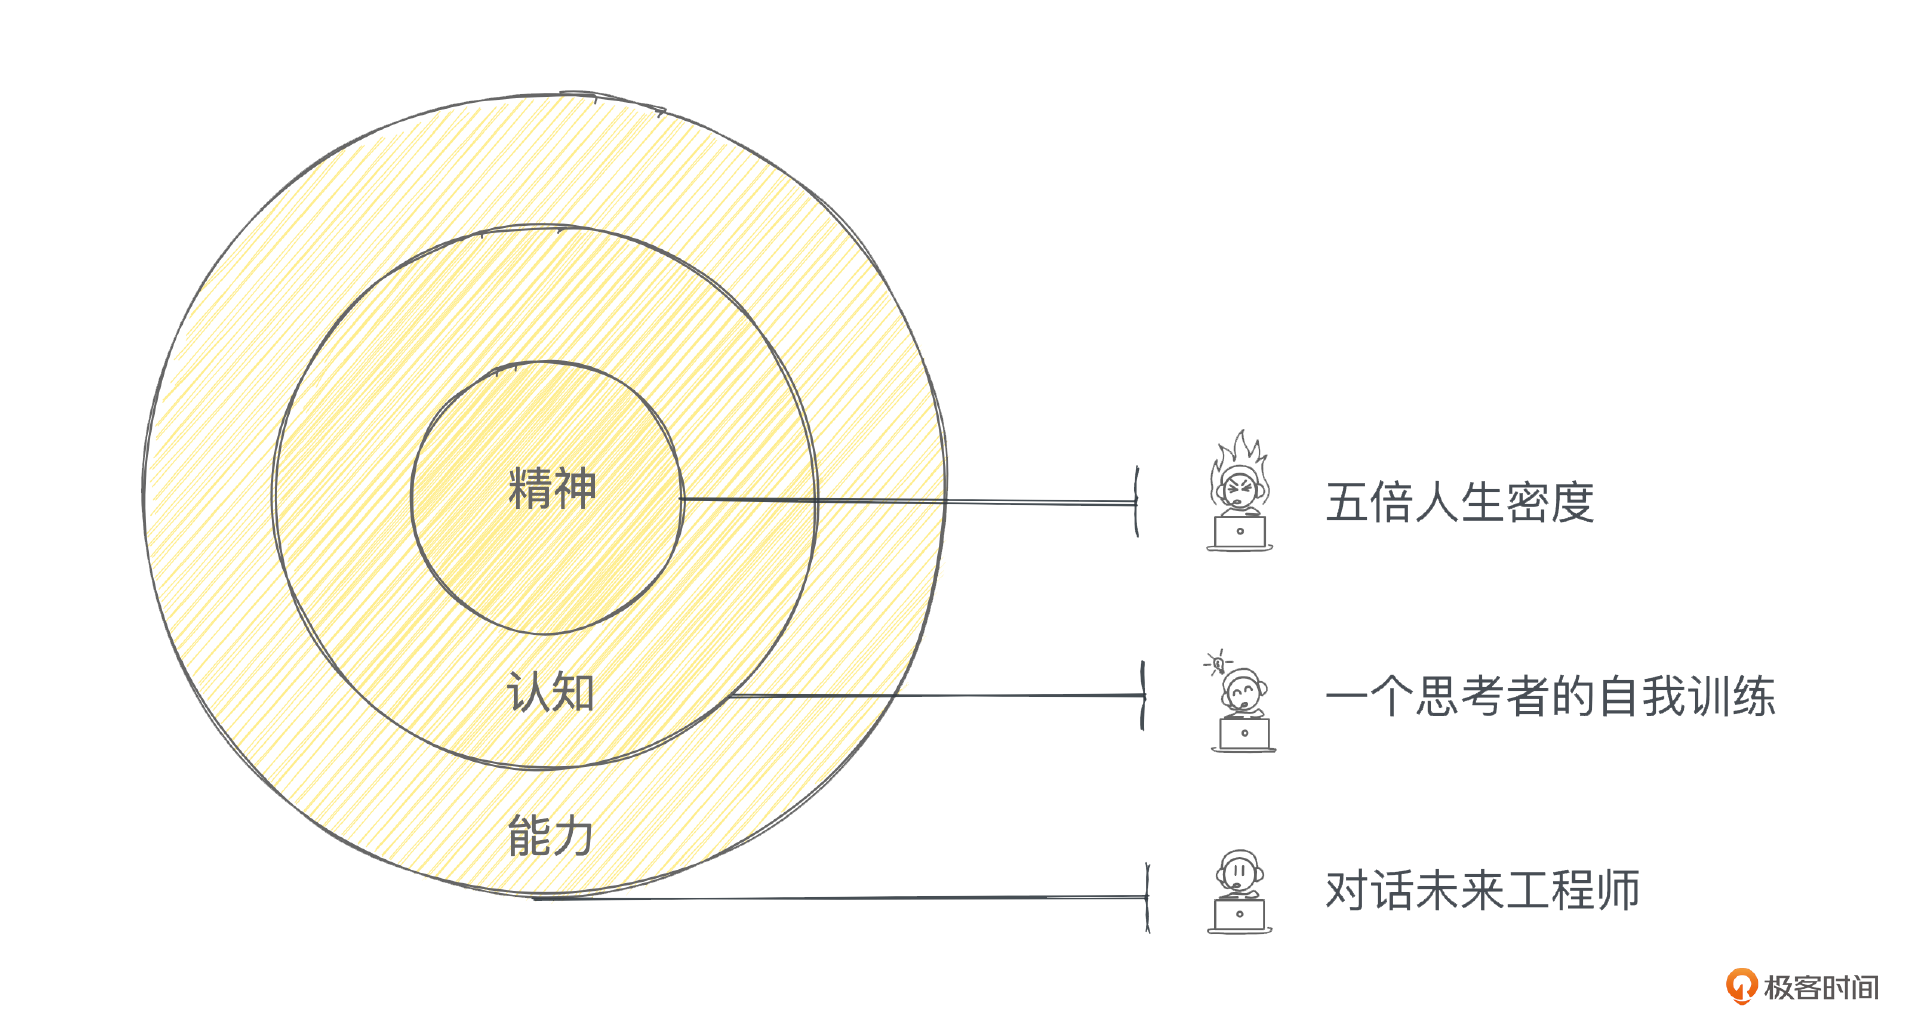 精神
五倍人生密度
认知
一个思考者的自我训练
能力
对话未来工程师
极客时间